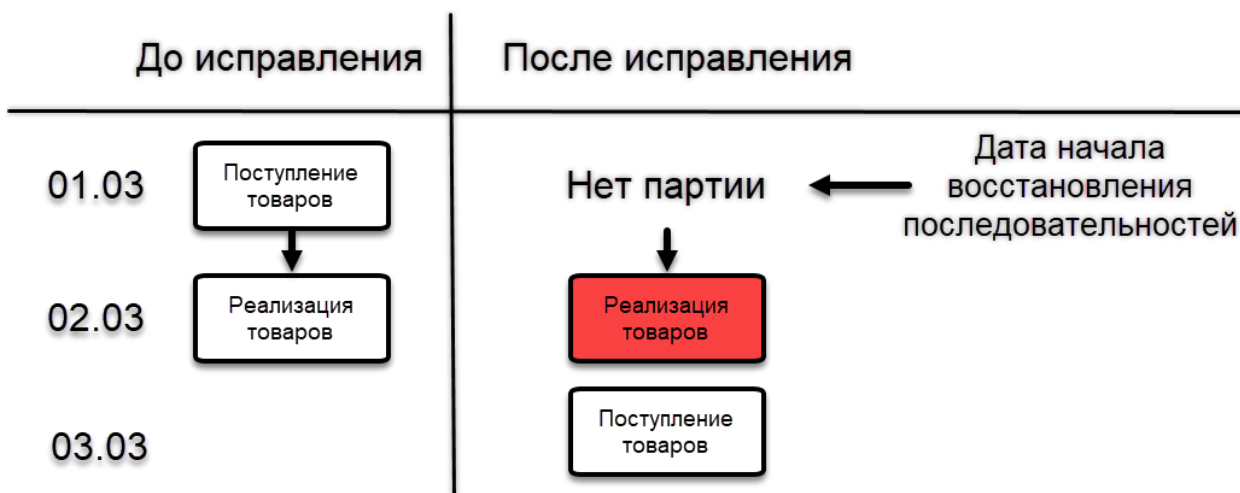 До исправления
После исправления
01.03
Поступление
товаров
Нет партии
Дата начала
восстановления
последовательностей
02.03
Реализация
товаров
Реализация
товаров
03.03
Поступление
товаров